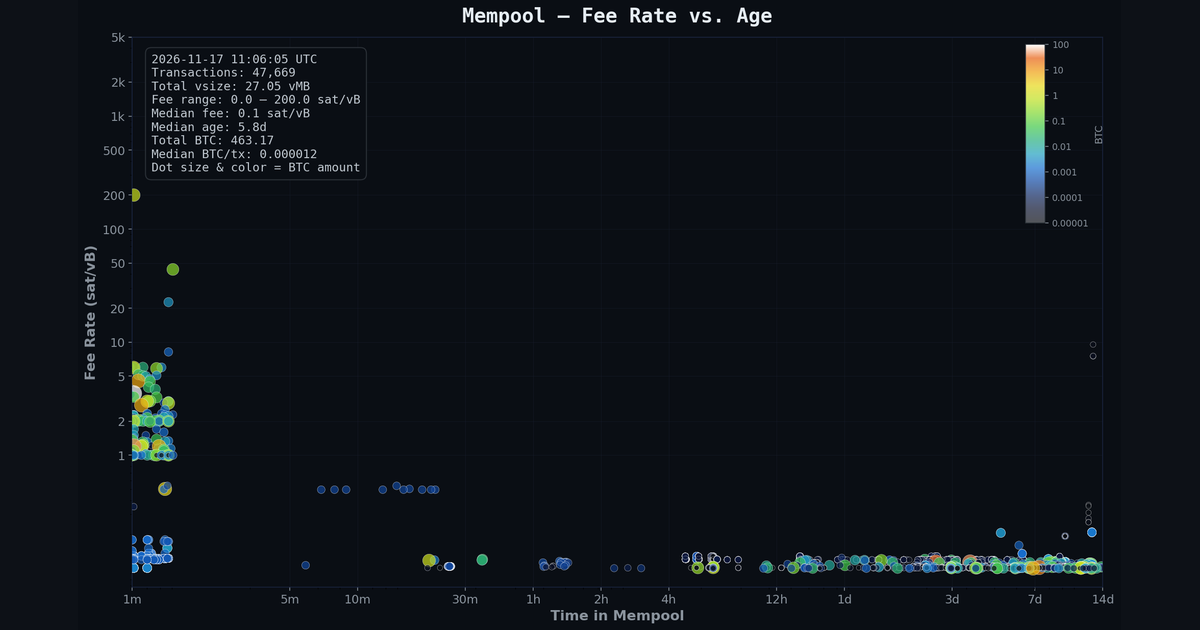 Mempool — Fee Rate vs. Age
5k
2k
1k
500
200
100
50
20
10
5
2
1
Fee Rate (sat/vB)
2026-11-17 11:06:05 UTC
Transactions: 47,669
Total vsize: 27.05 vMB
Fee range: 0.0 – 200.0 sat/vB
Median fee: 0.1 sat/vB
Median age: 5.8d
Total BTC: 463.17
Median BTC/tx: 0.000012
Dot size & color = BTC amount
100
10
1
0.1
0.01
0.001
0.0001
0.00001
BTC
1m 5m 10m 30m 1h 2h 4h 12h 1d 3d 7d 14d
Time in Mempool